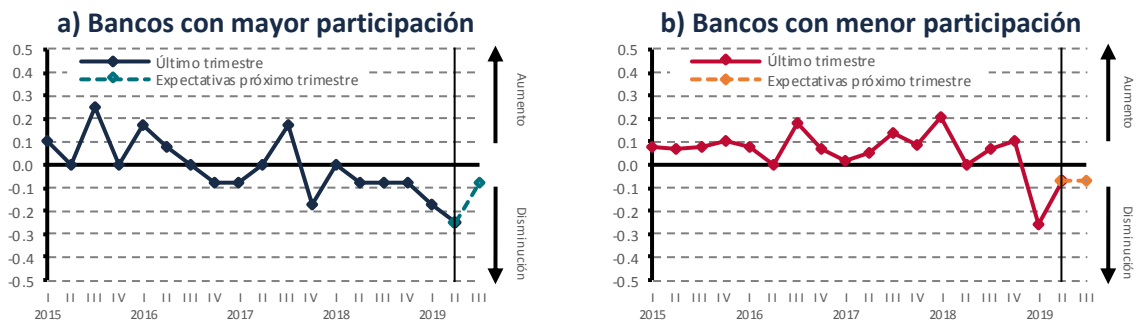 a) Bancos con mayor participación
0.5
0.4
0.3
0.2
0.1
0.0
-0.1
-0.2
-0.3
-0.4
-0.5
Último trimestre
Expectativas próximo trimestre
Aumento
Disminución
I II III IV I II III IV I II III IV I II III IV I II III
2015 2016 2017 2018 2019
b) Bancos con menor participación
0.5
0.4
0.3
0.2
0.1
0.0
-0.1
-0.2
-0.3
-0.4
-0.5
Último trimestre
Expectativas próximo trimestre
Aumento
Disminución
I II III IV I II III IV I II III IV I II III IV I II III
2015 2016 2017 2018 2019